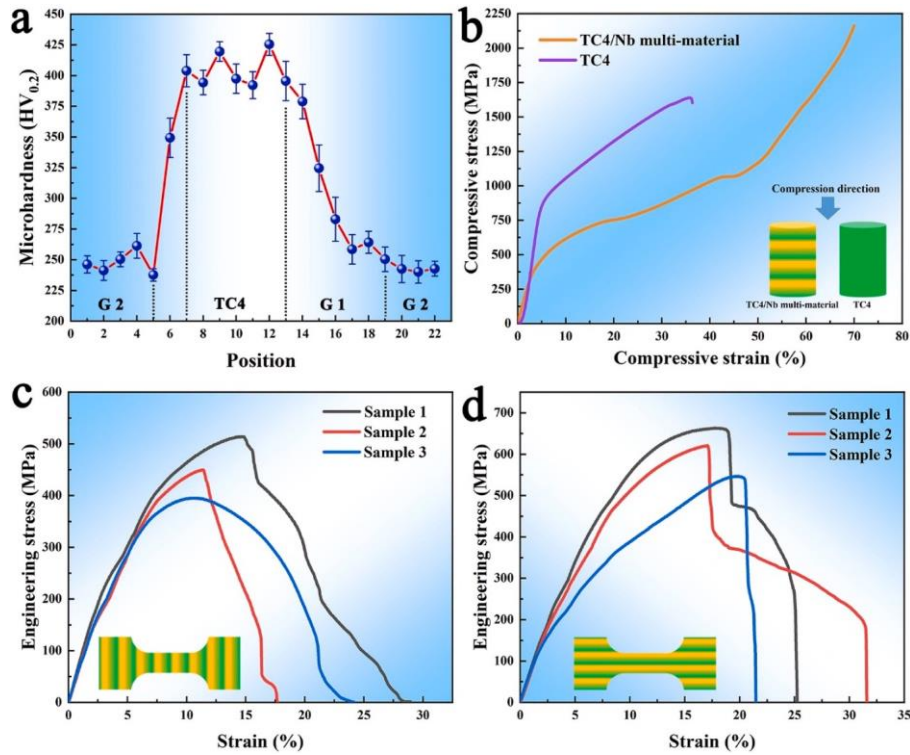 a
Microhardness (HV0.2)
450
425
400
375
350
325
300
275
250
225
200
G 2
TC4
G 1
G 2
0 2 4 6 8 10 12 14 16 18 20 22
Position
b
Compressive stress (MPa)
2250
2000
1750
1500
1250
1000
750
500
250
0
TC4/Nb multi-material
TC4
Compression direction
TC4/Nb multi-material
TC4
0 10 20 30 40 50 60 70 80
Compressive strain (%)
c
Engineering stress (MPa)
600
500
400
300
200
100
0
Sample 1
Sample 2
Sample 3
0 5 10 15 20 25 30
Strain (%)
d
Engineering stress (MPa)
700
600
500
400
300
200
100
0
Sample 1
Sample 2
Sample 3
0 5 10 15 20 25 30 35
Strain (%)